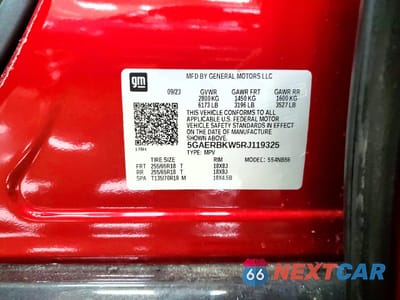 gm
MFD BY GENERAL MOTORS LLC
09/23 GVWR GAWR FRT GAWR RR
2800 KG 1450 KG 1600 KG
6173 LB 3196 LB 3527 LB
THIS VEHICLE CONFORMS TO ALL
APPLICABLE U.S. FEDERAL MOTOR
VEHICLE SAFETY STANDARDS IN EFFECT
ON THE DATE OF MANUFACTURE
SHOWN ABOVE.
5GAERBKW5RJ119325
TYPE: MPV
TIRE SIZE RIM MODEL:
FRT 255/65R18 T 18X8J
RR 255/65R18 T 18X8J
SPA T135/70R18 M 18X4.5B
66 NEXTCAR